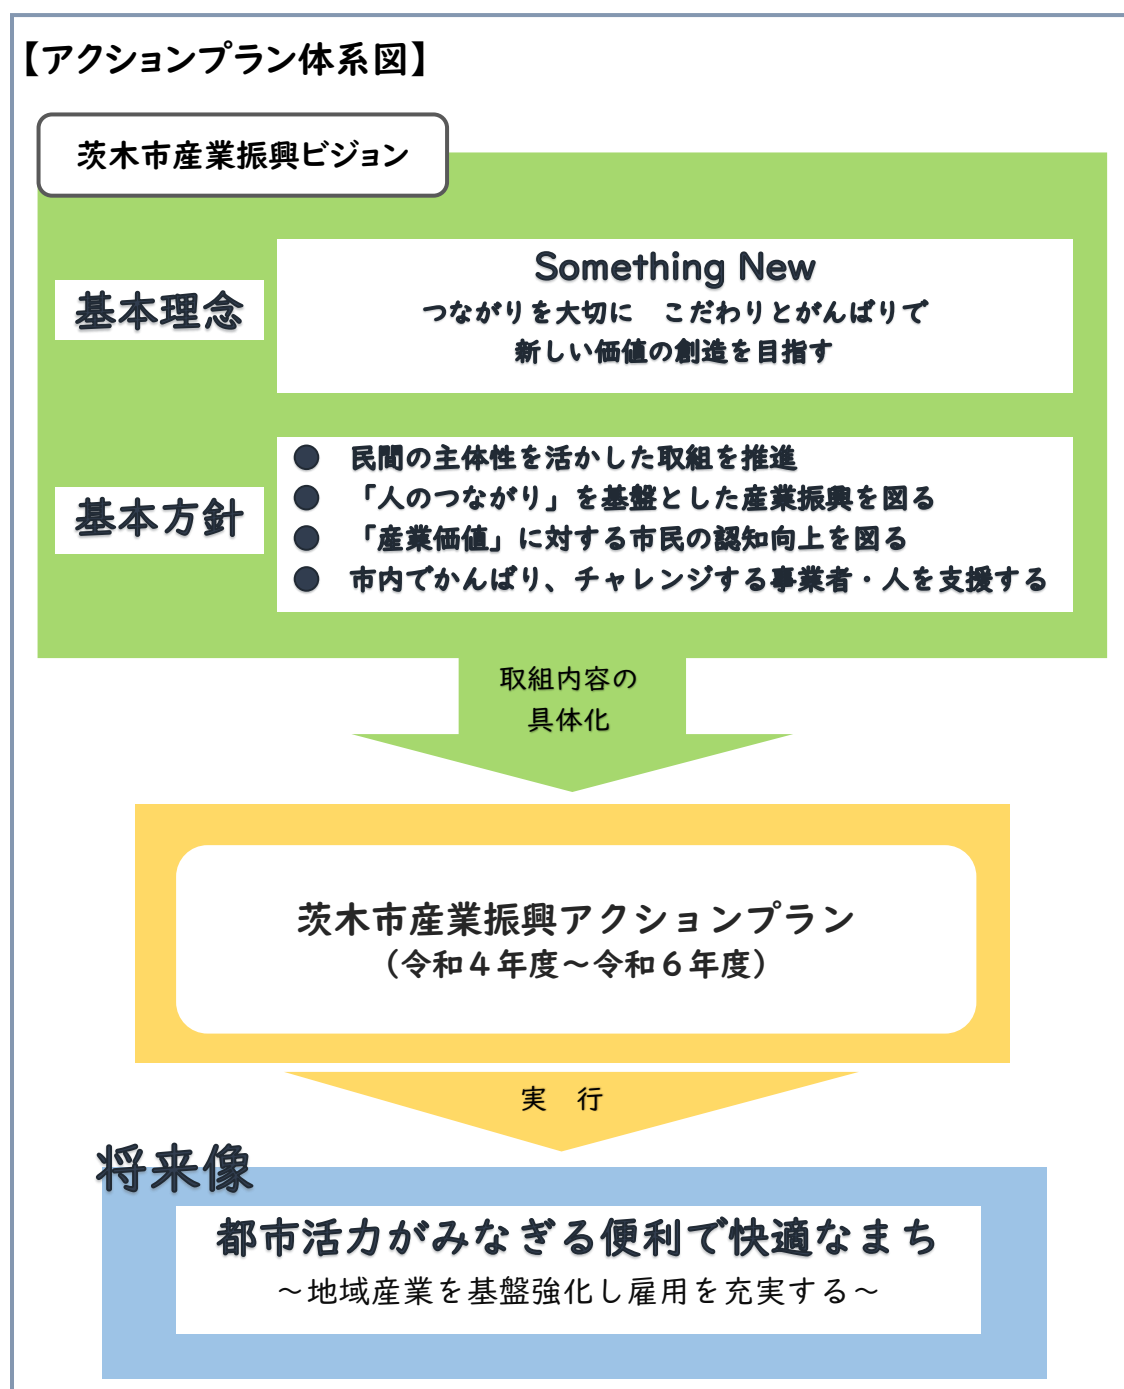 【アクションプラン体系図】
茨木市産業振興ビジョン
基本理念
Something New
つながりを大切に　こだわりとがんばりで
新しい価値の創造を目指す
基本方針
● 民間の主体性を活かした取組を推進
● 「人のつながり」を基盤とした産業振興を図る
● 「産業価値」に対する市民の認知向上を図る
● 市内でかんばり、チャレンジする事業者・人を支援する
取組内容の
具体化
茨木市産業振興アクションプラン
（令和４年度～令和６年度）
実　行
将来像
都市活力がみなぎる便利で快適なまち
～地域産業を基盤強化し雇用を充実する～